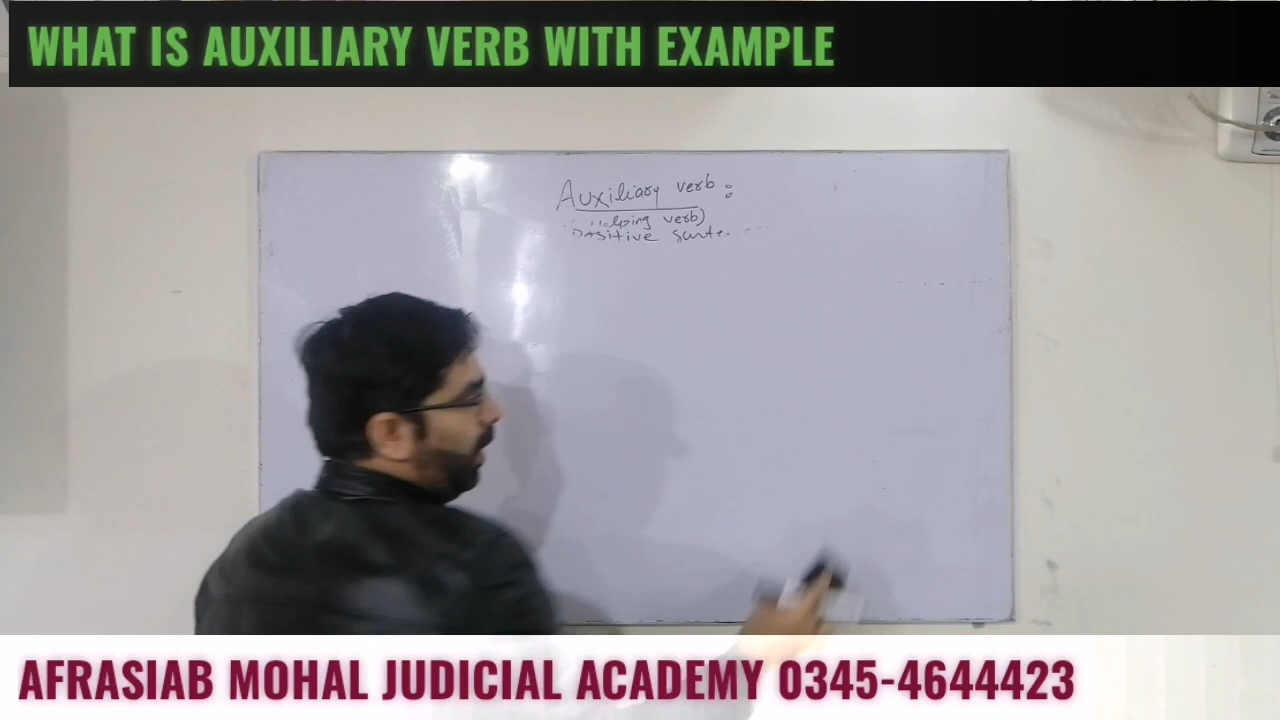 WHAT IS AUXILIARY VERB WITH EXAMPLE
Auxiliary verb :
(Helping verb)
Positive
AFRASIAB MOHAL JUDICIAL ACADEMY 0345-4644423